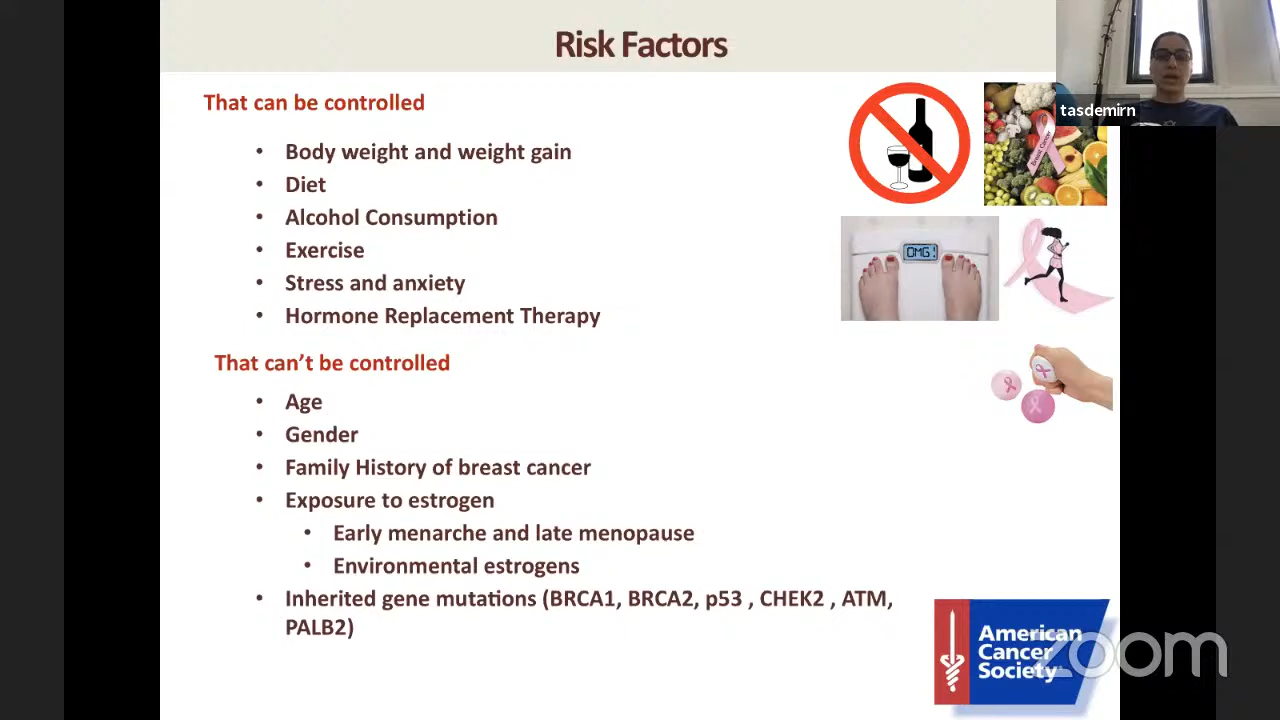 Risk Factors
tasdemirn
That can be controlled
• Body weight and weight gain
• Diet
• Alcohol Consumption
• Exercise
• Stress and anxiety
• Hormone Replacement Therapy
Breast Cancer
OMG!
That can’t be controlled
• Age
• Gender
• Family History of breast cancer
• Exposure to estrogen
• Early menarche and late menopause
• Environmental estrogens
• Inherited gene mutations (BRCA1, BRCA2, p53 , CHEK2 , ATM,
PALB2)
American
Cancer
Society
zoom